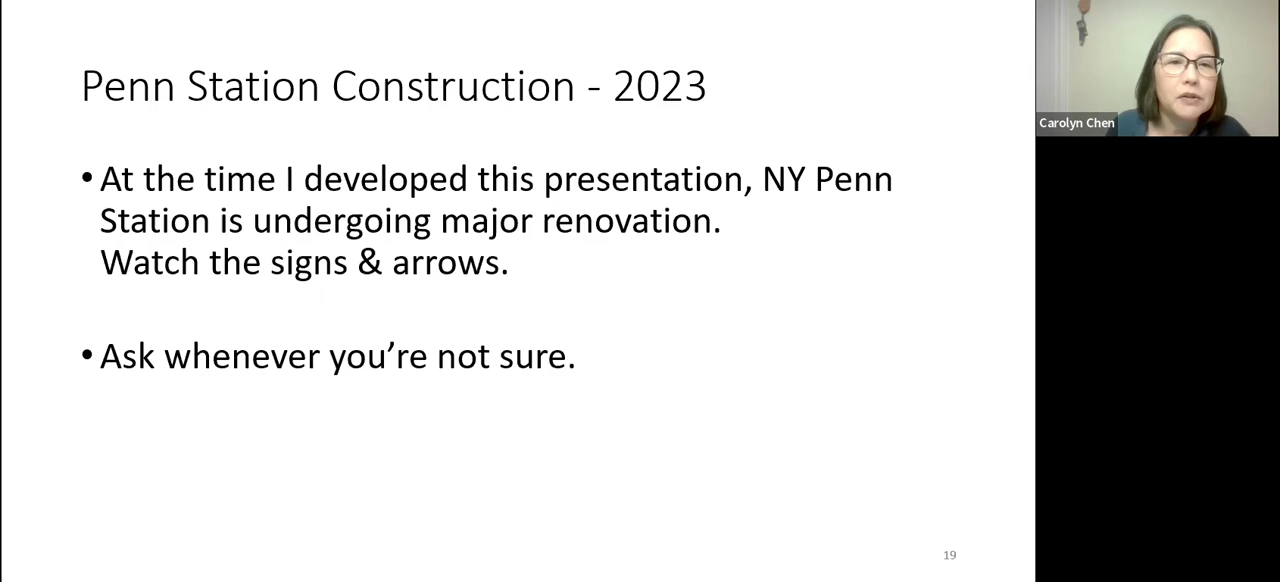 Penn Station Construction - 2023
• At the time I developed this presentation, NY Penn
Station is undergoing major renovation.
Watch the signs & arrows.
• Ask whenever you’re not sure.
19
Carolyn Chen